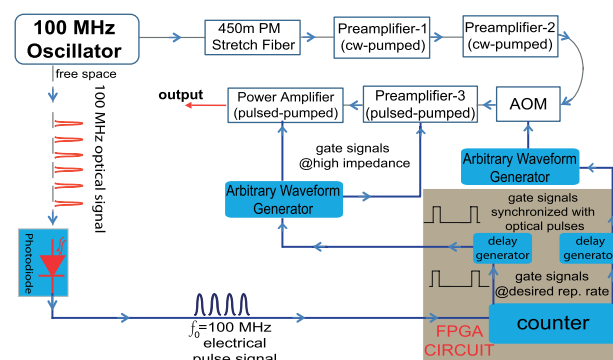 100 MHz
Oscillator
450m PM
Stretch Fiber
Preamplifier-1
(cw-pumped)
Preamplifier-2
(cw-pumped)
free space
100 MHz optical signal
output
Power Amplifier
(pulsed-pumped)
Preamplifier-3
(pulsed-pumped)
AOM
gate signals
@high impedance
Arbitrary Waveform
Generator
Arbitrary Waveform
Generator
gate signals
synchronized with
optical pulses
Photodiode
delay
generator
delay
generato
gate signals
@desired rep. rate
f₀=100 MHz
electrical
pulse signal
FPGA
CIRCUIT
counter